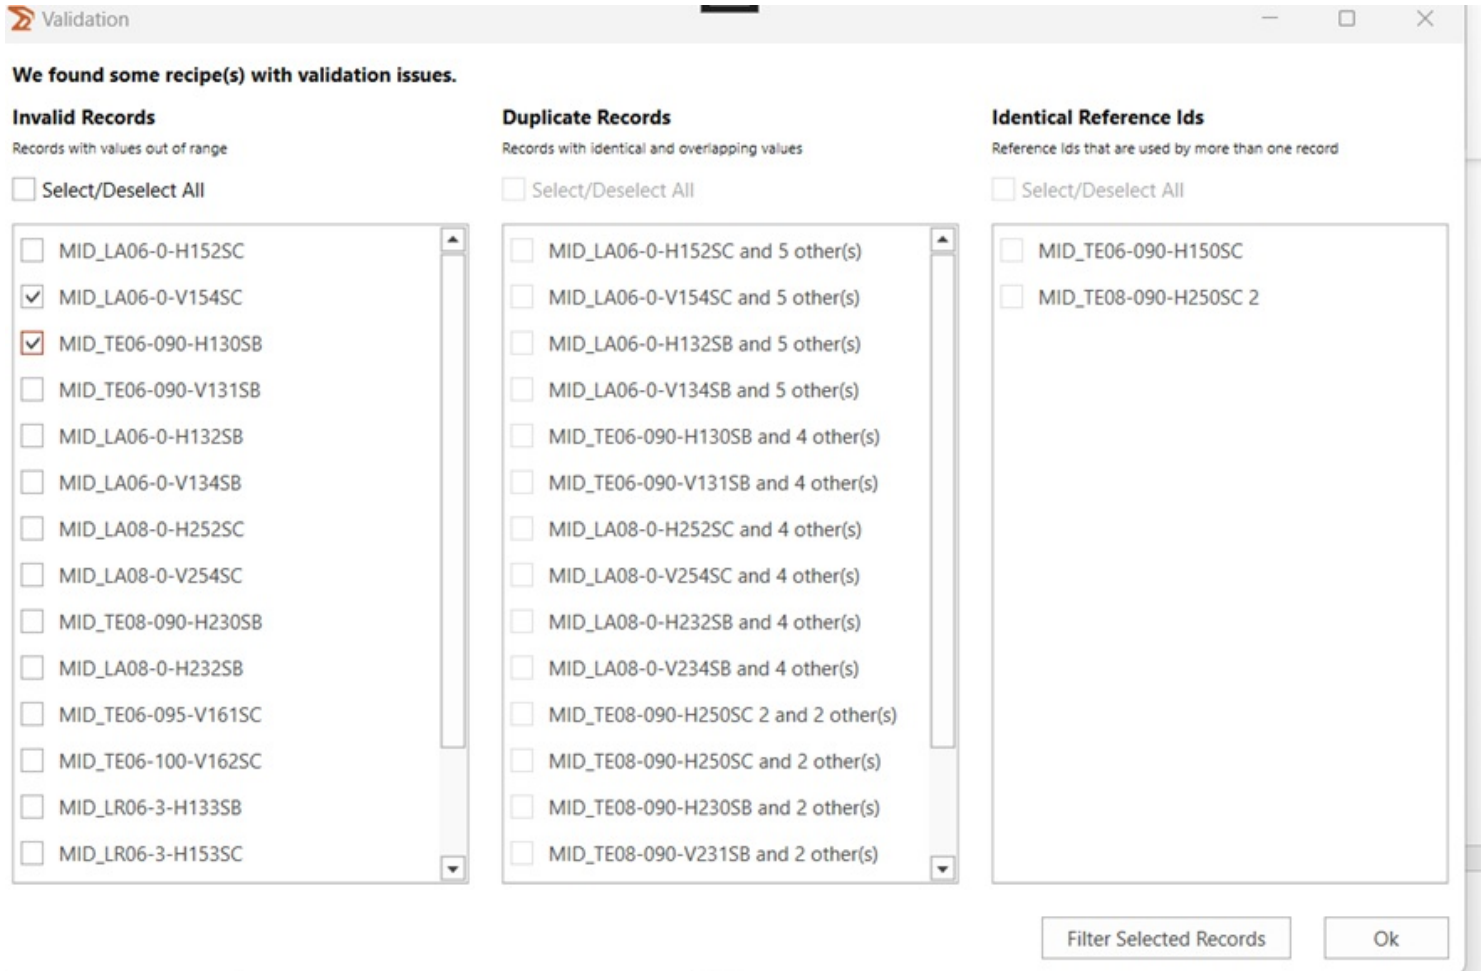 Validation
We found some recipe(s) with validation issues.
Invalid Records
Records with values out of range
Select/Deselect All
MID_LA06-0-H152SC
MID_LA06-0-V154SC
MID_TE06-090-H130SB
MID_TE06-090-V131SB
MID_LA06-0-H132SB
MID_LA06-0-V134SB
MID_LA08-0-H252SC
MID_LA08-0-V254SC
MID_TE08-090-H230SB
MID_LA08-0-H232SB
MID_TE06-095-V161SC
MID_TE06-100-V162SC
MID_LR06-3-H133SB
MID_LR06-3-H153SC
Duplicate Records
Records with identical and overlapping values
Select/Deselect All
MID_LA06-0-H152SC and 5 other(s)
MID_LA06-0-V154SC and 5 other(s)
MID_LA06-0-H132SB and 5 other(s)
MID_LA06-0-V134SB and 5 other(s)
MID_TE06-090-H130SB and 4 other(s)
MID_TE06-090-V131SB and 4 other(s)
MID_LA08-0-H252SC and 4 other(s)
MID_LA08-0-V254SC and 4 other(s)
MID_LA08-0-H232SB and 4 other(s)
MID_LA08-0-V234SB and 4 other(s)
MID_TE08-090-H250SC 2 and 2 other(s)
MID_TE08-090-H250SC and 2 other(s)
MID_TE08-090-H230SB and 2 other(s)
MID_TE08-090-V231SB and 2 other(s)
Identical Reference Ids
Reference Ids that are used by more than one record
Select/Deselect All
MID_TE06-090-H150SC
MID_TE08-090-H250SC 2
Filter Selected Records
Ok